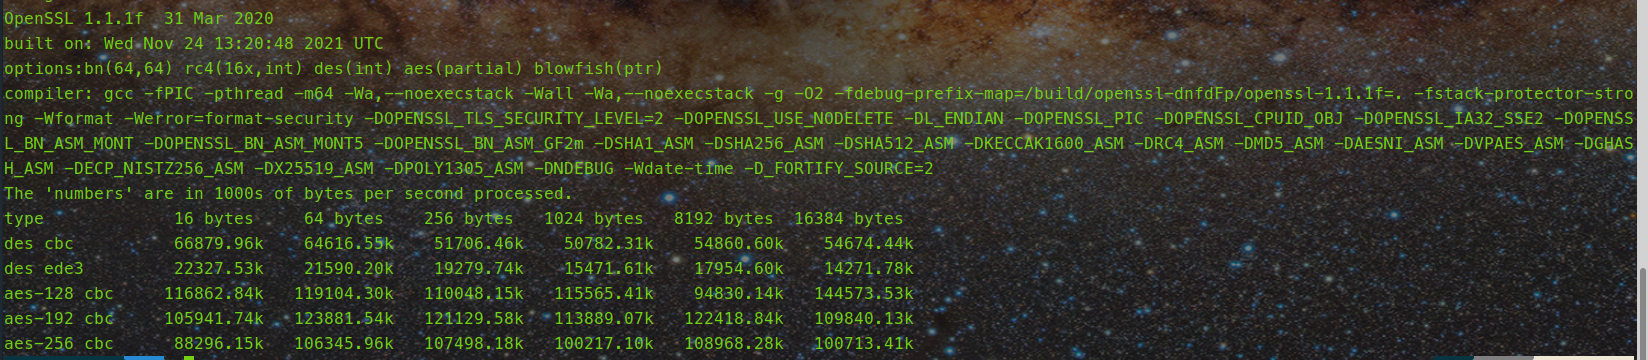 OpenSSL 1.1.1f  31 Mar 2020
built on: Wed Nov 24 13:20:48 2021 UTC
options:bn(64,64) rc4(16x,int) des(int) aes(partial) blowfish(ptr)
compiler: gcc -fPIC -pthread -m64 -Wa,--noexecstack -Wall -Wa,--noexecstack -g -O2 -fdebug-prefix-map=/build/openssl-dnfdFp/openssl-1.1.1f=. -fstack-protector-stro
ng -Wformat -Werror=format-security -DOPENSSL_TLS_SECURITY_LEVEL=2 -DOPENSSL_USE_NODELETE -DL_ENDIAN -DOPENSSL_PIC -DOPENSSL_CPUID_OBJ -DOPENSSL_IA32_SSE2 -DOPENSS
L_BN_ASM_MONT -DOPENSSL_BN_ASM_MONT5 -DOPENSSL_BN_ASM_GF2m -DSHA1_ASM -DSHA256_ASM -DSHA512_ASM -DKECCAK1600_ASM -DRC4_ASM -DMD5_ASM -DAESNI_ASM -DVPAES_ASM -DGHAS
H_ASM -DECP_NISTZ256_ASM -DX25519_ASM -DPOLY1305_ASM -DNDEBUG -Wdate-time -D_FORTIFY_SOURCE=2
The 'numbers' are in 1000s of bytes per second processed.
type             16 bytes     64 bytes    256 bytes   1024 bytes   8192 bytes  16384 bytes
des cbc          66879.96k    64616.55k    51706.46k    50782.31k    54860.60k    54674.44k
des ede3         22327.53k    21590.20k    19279.74k    15471.61k    17954.60k    14271.78k
aes-128 cbc     116862.84k   119104.30k   110048.15k   115565.41k    94830.14k   144573.53k
aes-192 cbc     105941.74k   123881.54k   121129.58k   113889.07k   122418.84k   109840.13k
aes-256 cbc      88296.15k   106345.96k   107498.18k   100217.10k   108968.28k   100713.41k